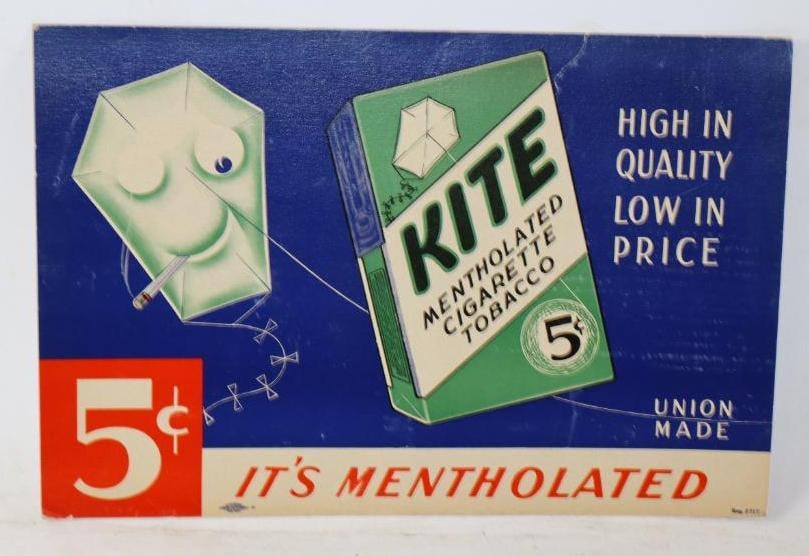 KITE
MENTHOLATED
CIGARETTE
TOBACCO
5¢
HIGH IN
QUALITY
LOW IN
PRICE
UNION
MADE
5¢
IT'S MENTHOLATED